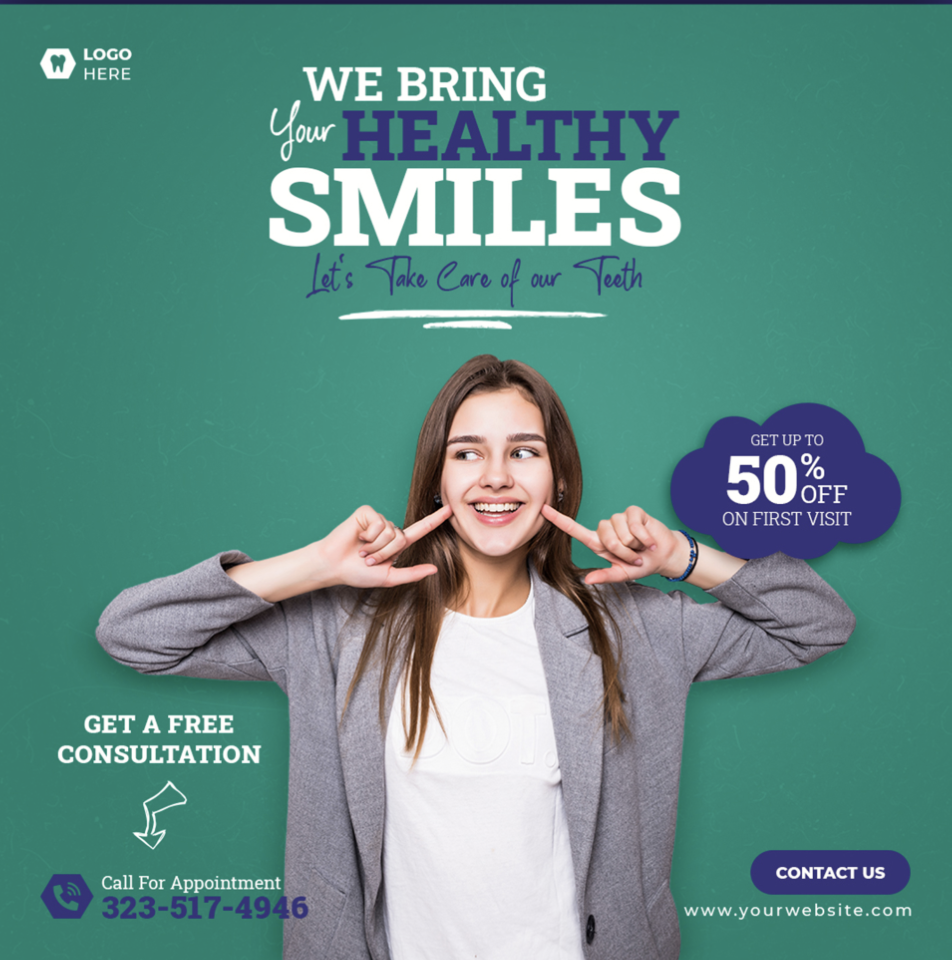 LOGO
HERE
WE BRING
Your HEALTHY
SMILES
Let's Take Care of our Teeth
GET UP TO
50% OFF
ON FIRST VISIT
GET A FREE
CONSULTATION
Call For Appointment
323-517-4946
CONTACT US
www.yourwebsite.com